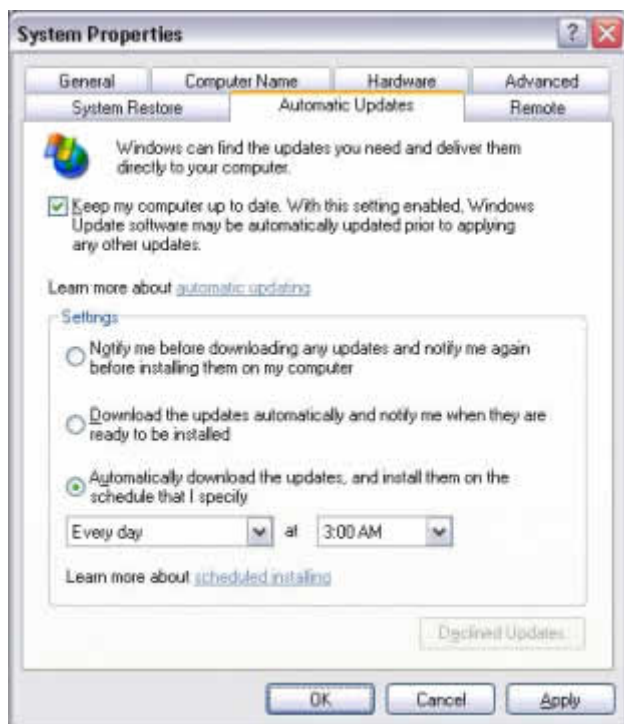 System Properties
General Computer Name Hardware Advanced
System Restore Automatic Updates Remote
Windows can find the updates you need and deliver them
directly to your computer.
Keep my computer up to date. With this setting enabled, Windows
Update software may be automatically updated prior to applying
any other updates.
Learn more about automatic updating
Settings
Notify me before downloading any updates and notify me again
before installing them on my computer
Download the updates automatically and notify me when they are
ready to be installed
Automatically download the updates, and install them on the
schedule that I specify
Every day at 3:00 AM
Learn more about scheduled installing
Declined Updates
OK Cancel Apply